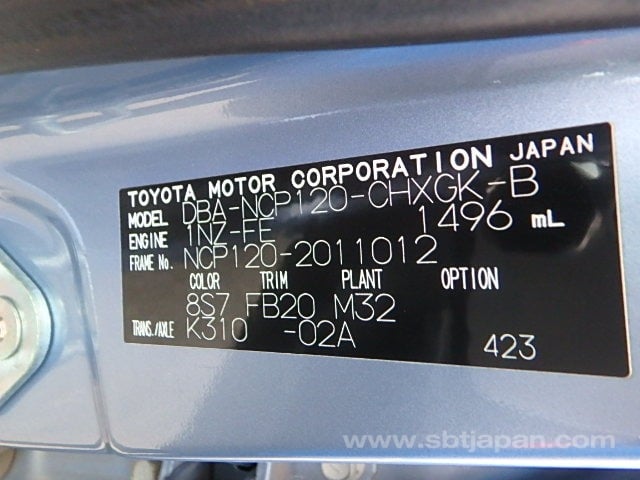 TOYOTA MOTOR CORPORATION JAPAN
MODEL DBA-NCP120-CHXGK-B
ENGINE 1NZ-FE 1496 mL
FRAME No. NCP120-2011012
COLOR TRIM PLANT OPTION
8S7 FB20 M32
TRANS./AXLE K310 -02A
423
www.sbtjapan.com